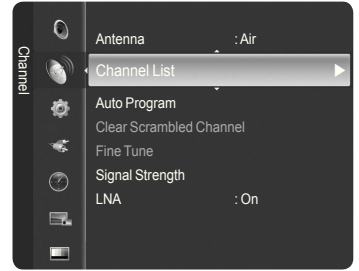 Channel
Antenna : Air
Channel List
Auto Program
Clear Scrambled Channel
Fine Tune
Signal Strength
LNA : On